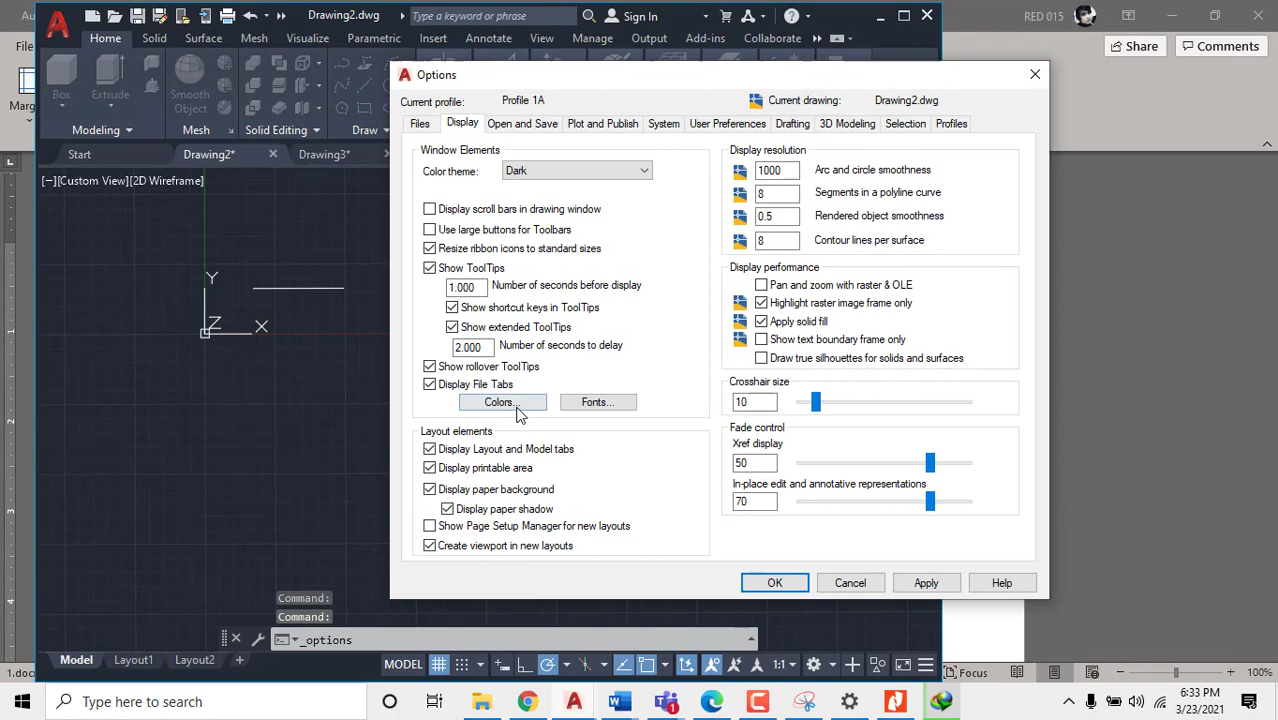 Drawing2.dwg
Type a keyword or phrase
Sign In
RED 015
File
Home
Solid
Surface
Mesh
Visualize
Parametric
Insert
Annotate
View
Manage
Output
Add-ins
Collaborate
Share
Comments
Box
Extrude
Smooth
Object
Modeling
Mesh
Solid Editing
Draw
Start
Drawing2*
Drawing3*
[−][Custom View][2D Wireframe]
Y
Z
X
Options
Current profile:
Profile 1A
Current drawing:
Drawing2.dwg
Files
Display
Open and Save
Plot and Publish
System
User Preferences
Drafting
3D Modeling
Selection
Profiles
Window Elements
Color theme:
Dark
Display scroll bars in drawing window
Use large buttons for Toolbars
Resize ribbon icons to standard sizes
Show ToolTips
1.000
Number of seconds before display
Show shortcut keys in ToolTips
Show extended ToolTips
2.000
Number of seconds to delay
Show rollover ToolTips
Display File Tabs
Colors...
Fonts...
Layout elements
Display Layout and Model tabs
Display printable area
Display paper background
Display paper shadow
Show Page Setup Manager for new layouts
Create viewport in new layouts
Display resolution
1000
Arc and circle smoothness
8
Segments in a polyline curve
0.5
Rendered object smoothness
8
Contour lines per surface
Display performance
Pan and zoom with raster & OLE
Highlight raster image frame only
Apply solid fill
Show text boundary frame only
Draw true silhouettes for solids and surfaces
Crosshair size
10
Fade control
Xref display
50
In-place edit and annotative representations
70
OK
Cancel
Apply
Help
Command:
Command:
_options
Model
Layout1
Layout2
MODEL
1:1
Focus
100%
Type here to search
6:33 PM
3/23/2021